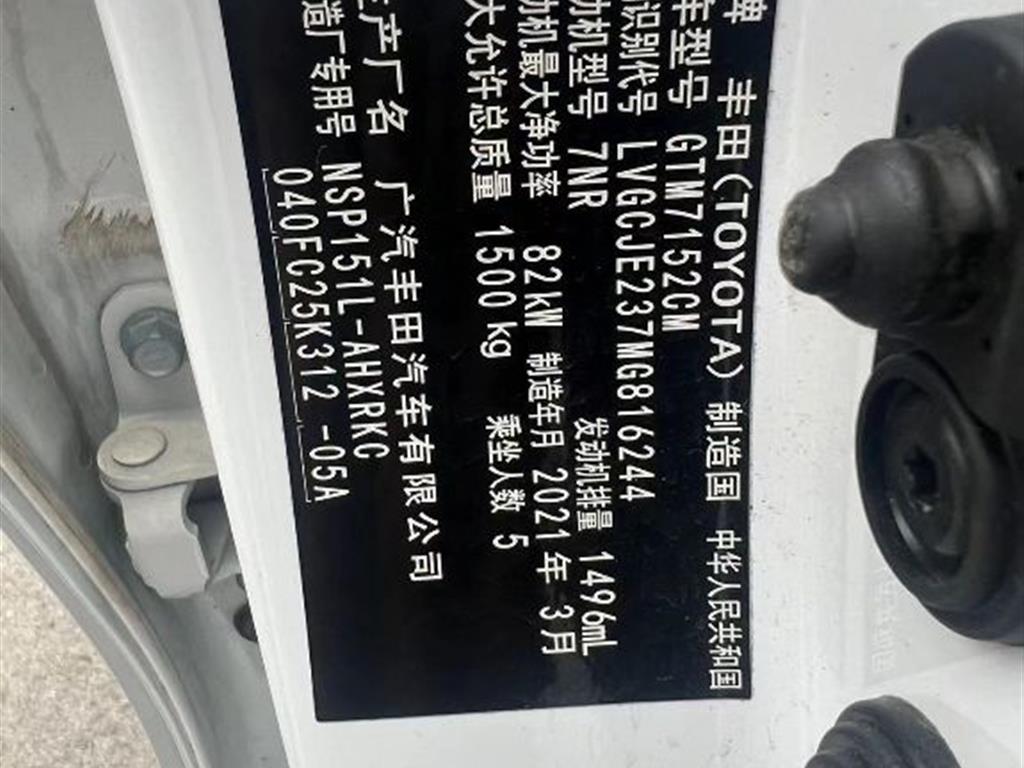 牌 丰田(TOYOTA) 制造国 中华人民共和国
车型号 GTM7152CM
识别代号 LVGCJE237MG816244
动机型号 7NR 发动机排量 1496mL
动机最大净功率 82kW 制造年月 2021年 3月
大允许总质量 1500kg 乘坐人数 5
生产厂名 广汽丰田汽车有限公司
造厂专用号 NSP151L-AHXRKC
040FC25K312 -05A